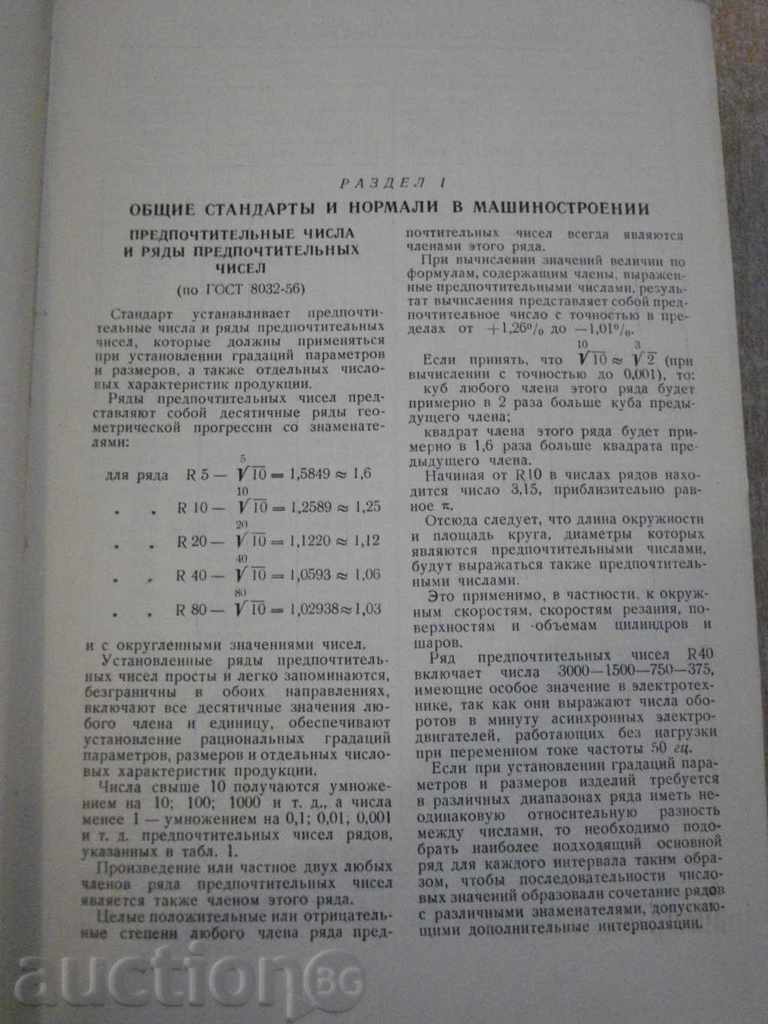 РАЗДЕЛ I
ОБЩИЕ СТАНДАРТЫ И НОРМАЛИ В МАШИНОСТРОЕНИИ
ПРЕДПОЧТИТЕЛЬНЫЕ ЧИСЛА
И РЯДЫ ПРЕДПОЧТИТЕЛЬНЫХ
ЧИСЕЛ
(по ГОСТ 8032-56)
Стандарт устанавливает предпочти-
тельные числа и ряды предпочтительных
чисел, которые должны применяться
при установлении градаций параметров
и размеров, а также отдельных число-
вых характеристик продукции.
Ряды предпочтительных чисел пред-
ставляют собой десятичные ряды гео-
метрической прогрессии со знаменате-
лями:
5
для ряда R 5 — √10 = 1,5849 ≈ 1,6
10
„ „ R 10 — √10 = 1,2589 ≈ 1,25
20
„ „ R 20 — √10 = 1,1220 ≈ 1,12
40
„ „ R 40 — √10 = 1,0593 ≈ 1,06
80
„ „ R 80 — √10 = 1,02938≈1,03
и с округленными значениями чисел.
Установленные ряды предпочтитель-
ных чисел просты и легко запоминаются,
безграничны в обоих направлениях,
включают все десятичные значения лю-
бого члена и единицу, обеспечивают
установление рациональных градаций
параметров, размеров и отдельных число-
вых характеристик продукции.
Числа свыше 10 получаются умноже-
нием на 10; 100; 1000 и т. д., а числа
менее 1 — умножением на 0,1; 0,01, 0,001
и т. д. предпочтительных чисел рядов,
указанных в табл. 1.
Произведение или частное двух любых
членов ряда предпочтительных чисел
является также членом этого ряда.
Целые положительные или отрицатель-
ные степени любого члена ряда пред-
почтительных чисел всегда являются
членами этого ряда.
При вычислении значений величин по
формулам, содержащим члены, выражен-
ные предпочтительными числами, резуль-
тат вычисления представляет собой пред-
почтительное число с точностью в пре-
делах от +1,26% до —1,01%.
10 3
Если принять, что √10 ≈ √2 (при
вычислении с точностью до 0,001), то:
куб любого члена этого ряда будет
примерно в 2 раза больше куба преды-
дущего члена;
квадрат члена этого ряда будет при-
мерно в 1,6 раза больше квадрата пре-
дыдущего члена.
Начиная от R10 в числах рядов нахо-
дится число 3,15, приблизительно рав-
ное π.
Отсюда следует, что длина окружности
и площадь круга, диаметры которых
являются предпочтительными числами,
будут выражаться также предпочтитель-
ными числами.
Это применимо, в частности, к окруж-
ным скоростям, скоростям резания, по-
верхностям и объемам цилиндров и
шаров.
Ряд предпочтительных чисел R40
включает числа 3000—1500—750—375,
имеющие особое значение в электротех-
нике, так как они выражают числа обо-
ротов в минуту асинхронных электро-
двигателей, работающих без нагрузки
при переменном токе частоты 50 гц.
Если при установлении градаций пара-
метров и размеров изделий требуется
в различных диапазонах ряда иметь не-
одинаковую относительную разность
между числами, то необходимо подо-
брать наиболее подходящий основной
ряд для каждого интервала таким обра-
зом, чтобы последовательности число-
вых значений образовали сочетание рядов
с различными знаменателями, допускаю-
щими дополнительные интерполяции.
auctionBG